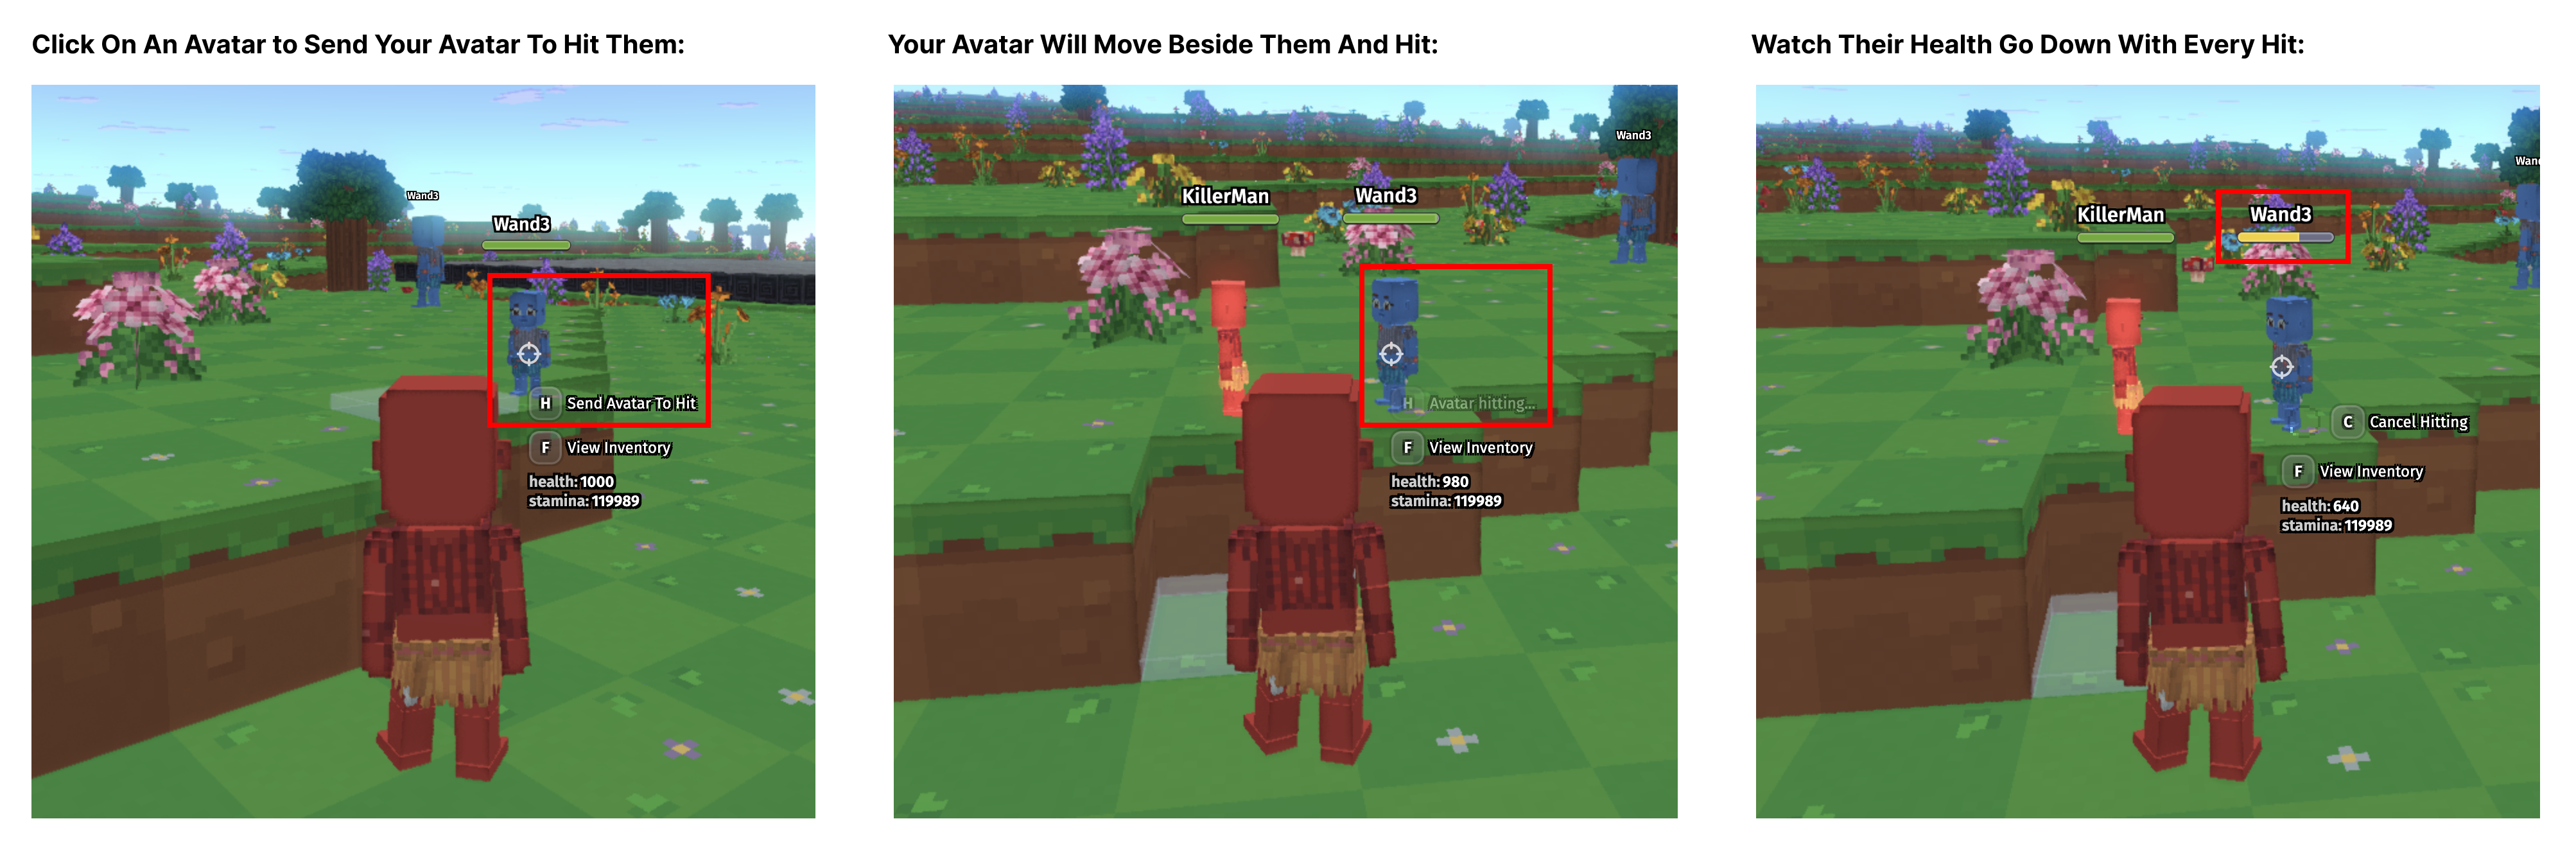 Click On An Avatar to Send Your Avatar To Hit Them:
Wand3
Wand3
H Send Avatar To Hit
F View Inventory
health: 1000
stamina: 119989
Your Avatar Will Move Beside Them And Hit:
Wand3
KillerMan
Wand3
H Avatar hitting...
F View Inventory
health: 980
stamina: 119989
Watch Their Health Go Down With Every Hit:
Wan
KillerMan
Wand3
C Cancel Hitting
F View Inventory
health: 640
stamina: 119989